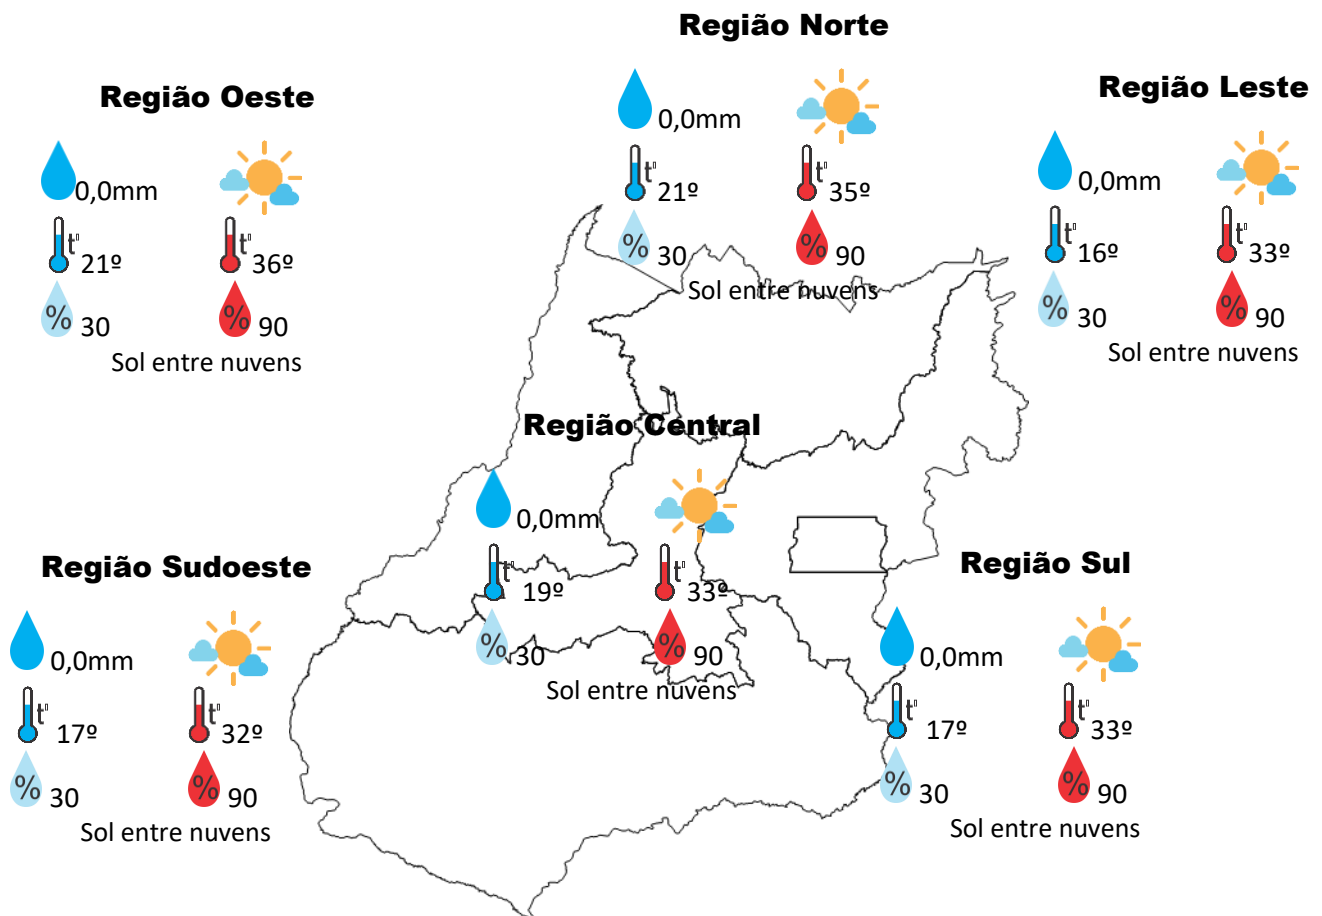 Região Norte
0,0mm
t°
21º
t°
35º
%
30
%
90
Sol entre nuvens
Região Oeste
0,0mm
t°
21º
t°
36º
%
30
%
90
Sol entre nuvens
Região Leste
0,0mm
t°
16º
t°
33º
%
30
%
90
Sol entre nuvens
Região Central
0,0mm
t°
19º
t°
33º
%
30
%
90
Sol entre nuvens
Região Sudoeste
0,0mm
t°
17º
t°
32º
%
30
%
90
Sol entre nuvens
Região Sul
0,0mm
t°
17º
t°
33º
%
30
%
90
Sol entre nuvens